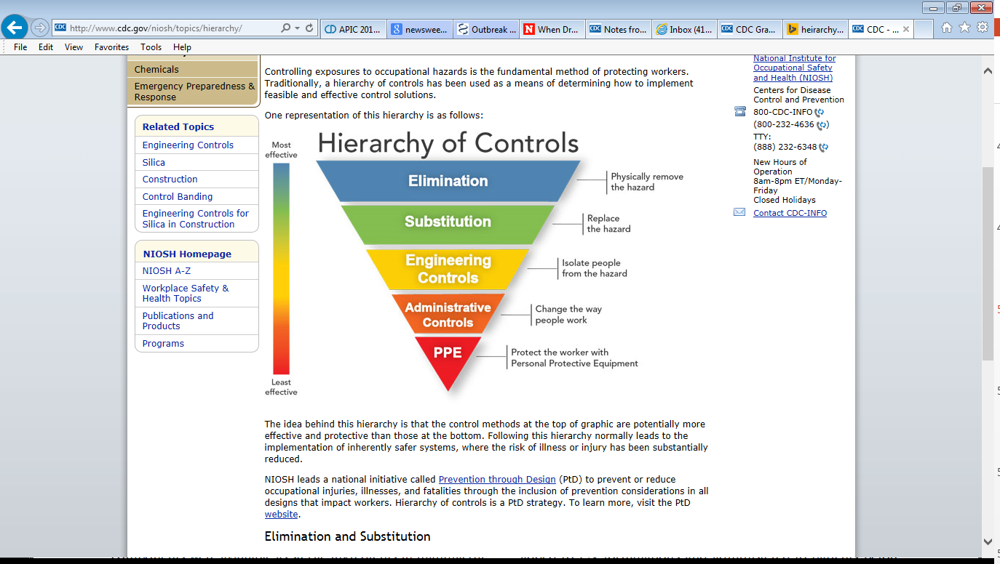 http://www.cdc.gov/niosh/topics/hierarchy/
APIC 201...
newswee...
Outbreak ...
When Dr...
Notes fro...
Inbox (41...
CDC Gra...
heirarchy...
CDC - ...
File Edit View Favorites Tools Help
Chemicals
Emergency Preparedness &
Response
Related Topics
Engineering Controls
Silica
Construction
Control Banding
Engineering Controls for
Silica in Construction
NIOSH Homepage
NIOSH A-Z
Workplace Safety &
Health Topics
Publications and
Products
Programs
Controlling exposures to occupational hazards is the fundamental method of protecting workers.
Traditionally, a hierarchy of controls has been used as a means of determining how to implement
feasible and effective control solutions.
One representation of this hierarchy is as follows:
Hierarchy of Controls
Most
effective
Elimination
Physically remove
the hazard
Substitution
Replace
the hazard
Engineering
Controls
Isolate people
from the hazard
Administrative
Controls
Change the way
people work
PPE
Protect the worker with
Personal Protective Equipment
Least
effective
The idea behind this hierarchy is that the control methods at the top of graphic are potentially more
effective and protective than those at the bottom. Following this hierarchy normally leads to the
implementation of inherently safer systems, where the risk of illness or injury has been substantially
reduced.
NIOSH leads a national initiative called Prevention through Design (PtD) to prevent or reduce
occupational injuries, illnesses, and fatalities through the inclusion of prevention considerations in all
designs that impact workers. Hierarchy of controls is a PtD strategy. To learn more, visit the PtD
website.
Elimination and Substitution
National Institute for
Occupational Safety
and Health (NIOSH)
Centers for Disease
Control and Prevention
800-CDC-INFO
(800-232-4636)
TTY:
(888) 232-6348
New Hours of
Operation
8am-8pm ET/Monday-
Friday
Closed Holidays
Contact CDC-INFO